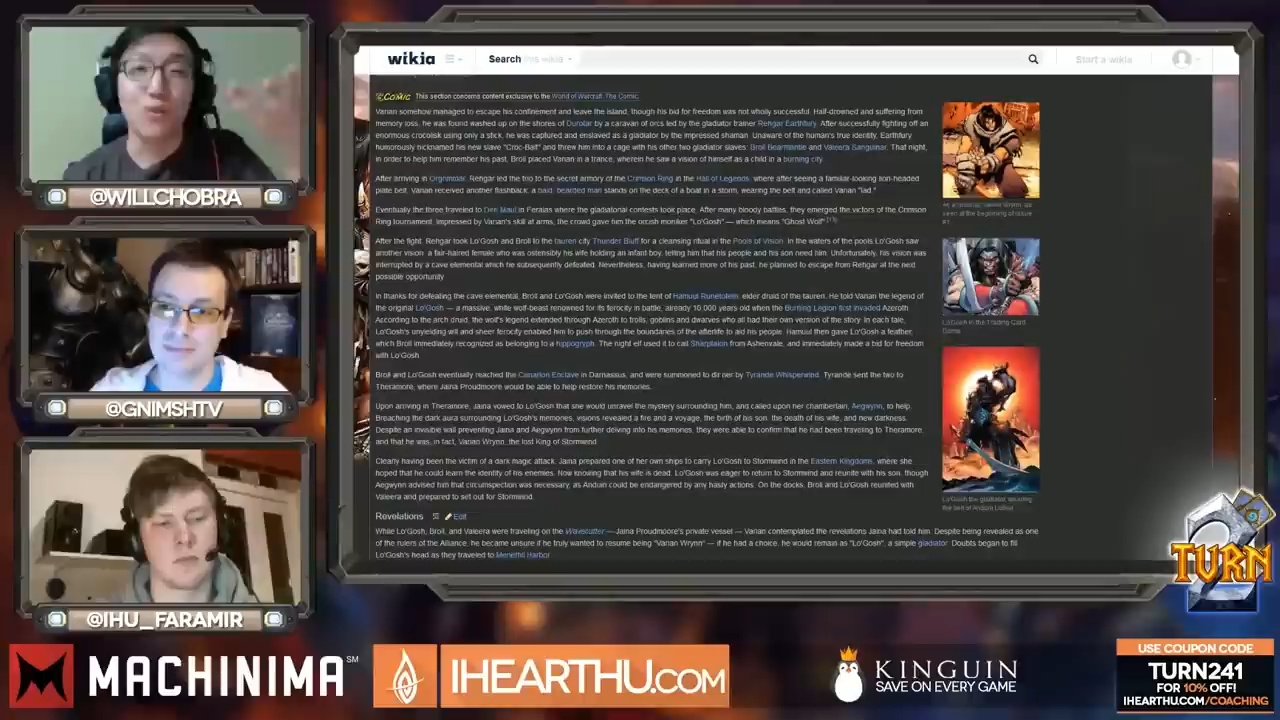 @WILLCHOBRA
@GNIMSHTV
@IHU_FARAMIR
wikia
Search this wikia
Start a wikia
Comic This section concerns content exclusive to the World of Warcraft: The Comic.
Varian somehow managed to escape his confinement and leave the island, though his bid for freedom was not wholly successful. Half-drowned and suffering from
memory loss, he was found washed up on the shores of Durotar by a caravan of orcs led by the gladiator trainer Rehgar Earthfury. After successfully fighting off an
enormous crocolisk using only a stick, he was captured and enslaved as a gladiator by the impressed shaman. Unaware of the human's true identity, Earthfury
humorously nicknamed his new slave "Croc-Bait" and threw him into a cage with his other two gladiator slaves: Broll Bearmantle and Valeera Sanguinar. That night,
in order to help him remember his past, Broll placed Varian in a trance, wherein he saw a vision of himself as a child in a burning city.
After arriving in Orgrimmar, Rehgar led the trio to the secret armory of the Crimson Ring in the Hall of Legends, where after seeing a familiar-looking lion-headed
plate belt, Varian received another flashback: a bald, bearded man stands on the deck of a boat in a storm, wearing the belt and called Varian "lad."
Eventually the three traveled to Dire Maul in Feralas where the gladiatorial contests took place. After many bloody battles, they emerged the victors of the Crimson
Ring tournament. Impressed by Varian's skill at arms, the crowd gave him the orcish moniker "Lo'Gosh" — which means "Ghost Wolf".[13]
After the fight, Rehgar took Lo'Gosh and Broll to the tauren city Thunder Bluff for a cleansing ritual in the Pools of Vision. In the waters of the pools Lo'Gosh saw
another vision: a fair-haired female who was ostensibly his wife holding an infant boy, telling him that his people and his son need him. Unfortunately, his vision was
interrupted by a cave elemental which he subsequently defeated. Nevertheless, having learned more of his past, he planned to escape from Rehgar at the next
possible opportunity.
In thanks for defeating the cave elemental, Broll and Lo'Gosh were invited to the tent of Hamuul Runetotem, elder druid of the tauren. He told Varian the legend of
the original Lo'Gosh — a massive, white wolf-beast renowned for its ferocity in battle, already 10,000 years old when the Burning Legion first invaded Azeroth.
According to the arch druid, the wolf's legend extended through Azeroth to trolls, goblins and dwarves who all had their own version of the story. In each tale,
Lo'Gosh's unyielding will and sheer ferocity enabled him to push through the boundaries of the afterlife to aid his people. Hamuul then gave Lo'Gosh a feather,
which Broll immediately recognized as belonging to a hippogryph. The night elf used it to call Sharptalon from Ashenvale, and immediately made a bid for freedom
with Lo'Gosh.
Broll and Lo'Gosh eventually reached the Cenarion Enclave in Darnassus, and were summoned to dinner by Tyrande Whisperwind. Tyrande sent the two to
Theramore, where Jaina Proudmoore would be able to help restore his memories.
Upon arriving in Theramore, Jaina vowed to Lo'Gosh that she would unravel the mystery surrounding him, and called upon her chamberlain, Aegwynn, to help.
Breaching the dark aura surrounding Lo'Gosh's memories, visions revealed a fire and a voyage, the birth of his son, the death of his wife, and new darkness.
Despite an invisible wall preventing Jaina and Aegwynn from further delving into his memories, they were able to confirm that he had been traveling to Theramore,
and that he was, in fact, Varian Wrynn, the lost King of Stormwind.
Clearly having been the victim of a dark magic attack, Jaina prepared one of her own ships to carry Lo'Gosh to Stormwind in the Eastern Kingdoms, where she
hoped that he could learn the identity of his enemies. Now knowing that his wife is dead, Lo'Gosh was eager to return to Stormwind and reunite with his son, though
Aegwynn advised him that circumspection was necessary, as Anduin could be endangered by any hasty actions. On the docks, Broll and Lo'Gosh reunited with
Valeera and prepared to set out for Stormwind.
Revelations Edit
While Lo'Gosh, Broll, and Valeera were traveling on the Wavecutter — Jaina Proudmoore's private vessel — Varian contemplated the revelations Jaina had told him. Despite being revealed as one
of the rulers of the Alliance, he became unsure if he truly wanted to resume being "Varian Wrynn" — if he had a choice, he would remain as "Lo'Gosh", a simple gladiator. Doubts began to fill
Lo'Gosh's head as they traveled to Menethil Harbor.
seen at the beginning of issue
#1
Lo'Gosh in the Trading Card
Game
Lo'Gosh the gladiator wearing
the belt of Anduin Lothar
TURN 2
MACHINIMA SM
IHEARTHU.COM
KINGUIN
SAVE ON EVERY GAME
USE COUPON CODE
TURN241
FOR 10% OFF!
IHEARTHU.COM/COACHING